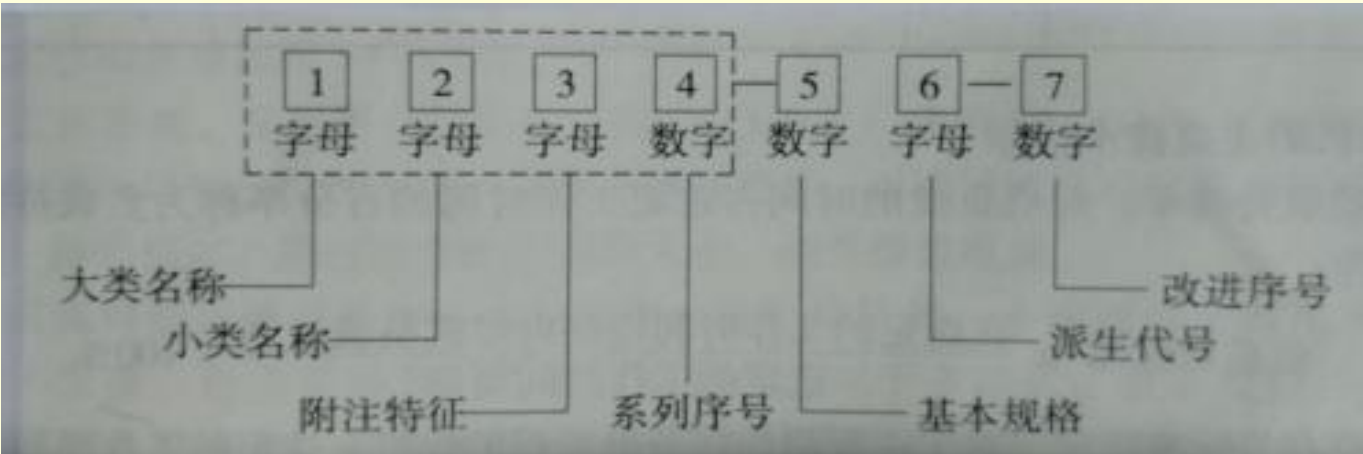 1 2 3 4 — 5 6 — 7
字母 字母 字母 数字 数字 字母 数字
大类名称 改进序号
小类名称 派生代号
附注特征 系列序号 基本规格